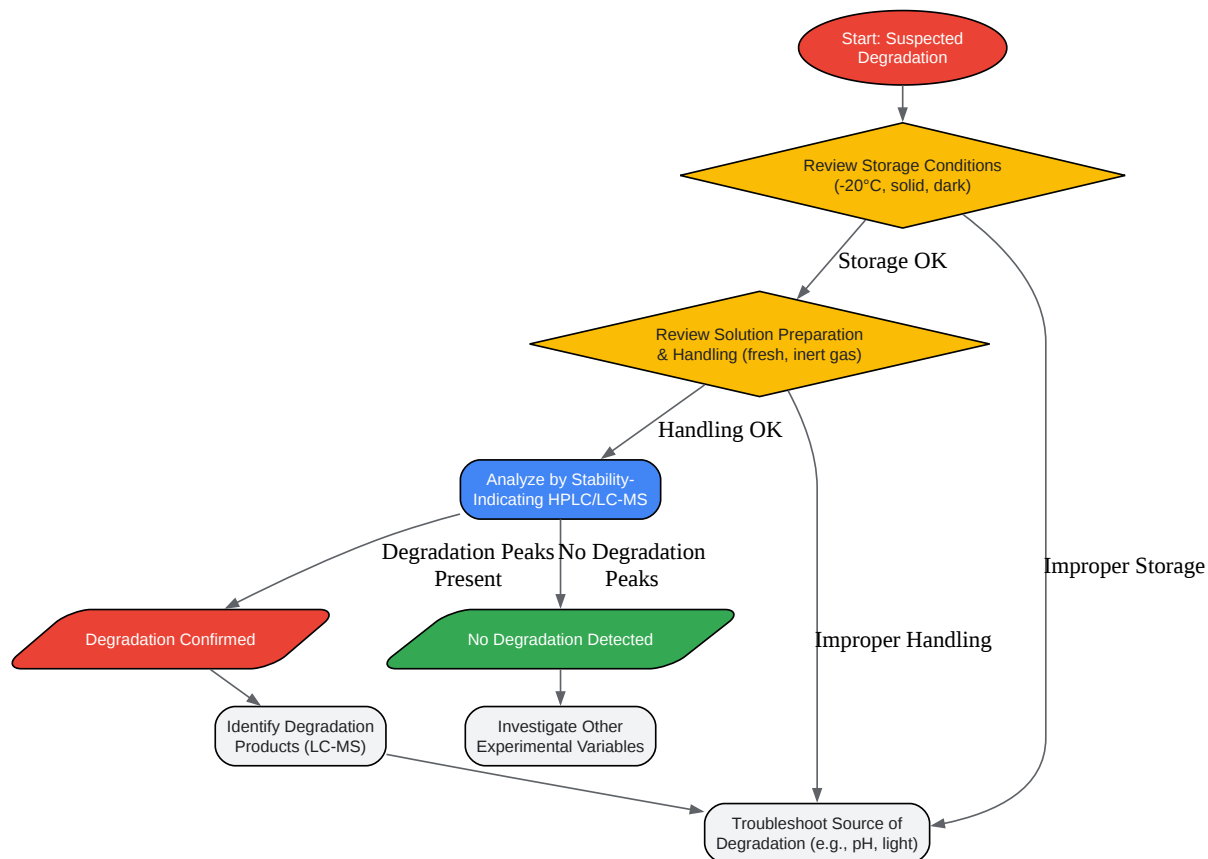 Start: Suspected
Degradation
Review Storage Conditions
(-20°C, solid, dark)
Storage OK
Review Solution Preparation
& Handling (fresh, inert gas)
Handling OK
Analyze by Stability-
Indicating HPLC/LC-MS
Degradation Peaks
Present
No Degradation
Peaks
Improper Storage
Degradation Confirmed
No Degradation Detected
Improper Handling
Identify Degradation
Products (LC-MS)
Investigate Other
Experimental Variables
Troubleshoot Source of
Degradation (e.g., pH, light)